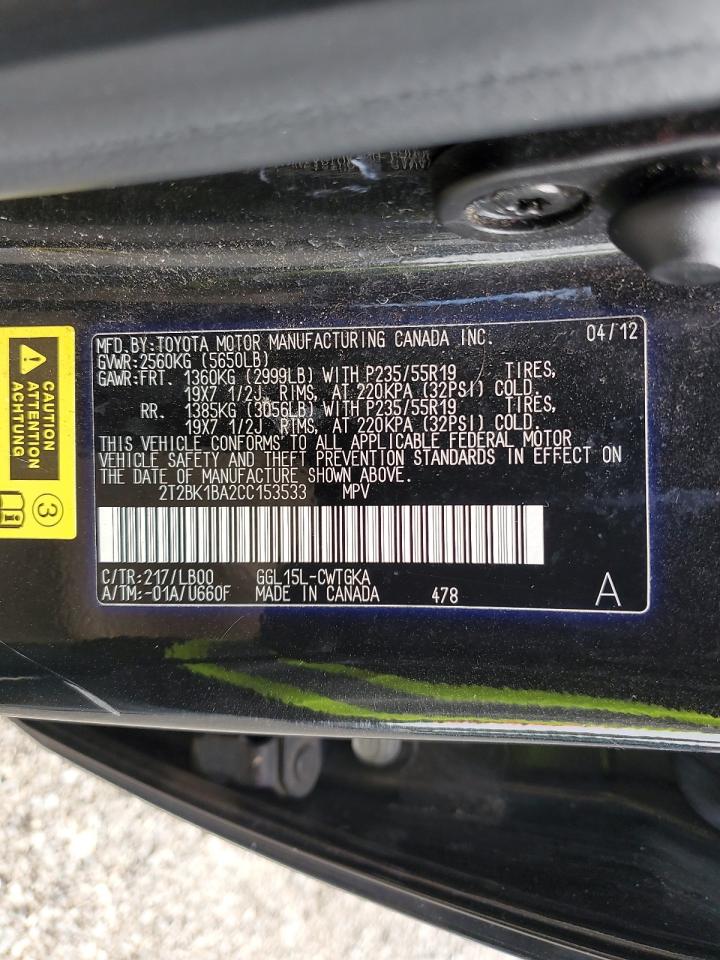 MFD.BY:TOYOTA MOTOR MANUFACTURING CANADA INC. 04/12
GVWR:2560KG (5650LB)
GAWR:FRT. 1360KG (2999LB) WITH P235/55R19 TIRES,
19X7 1/2J RIMS, AT 220KPA (32PSI) COLD.
RR. 1385KG (3056LB) WITH P235/55R19 TIRES,
19X7 1/2J RIMS, AT 220KPA (32PSI) COLD.
THIS VEHICLE CONFORMS TO ALL APPLICABLE FEDERAL MOTOR
VEHICLE SAFETY AND THEFT PREVENTION STANDARDS IN EFFECT ON
THE DATE OF MANUFACTURE SHOWN ABOVE.
2T2BK1BA2CC153533 MPV
C/TR:217/LB00 GGL15L-CWTGKA
A/TM:-01A/U660F MADE IN CANADA 478 A
CAUTION
ATTENTION
ACHTUNG
3